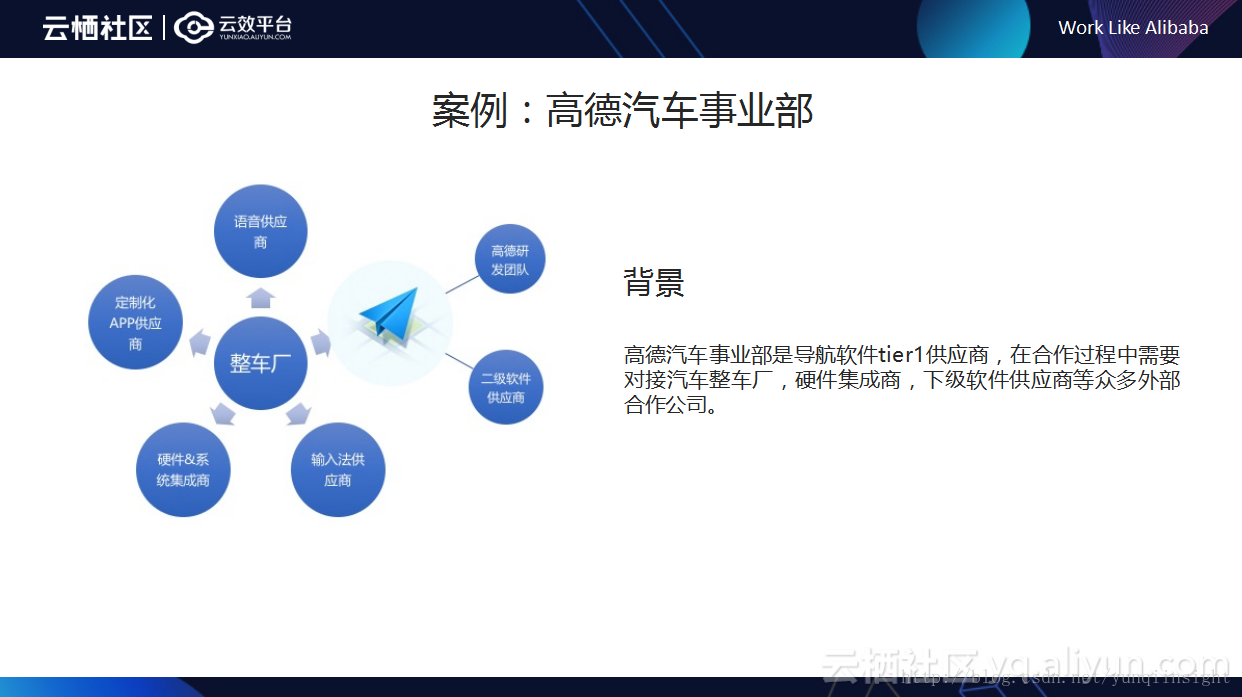 云栖社区
云效平台
YUNXIAO.ALIYUN.COM
Work Like Alibaba
案例：高德汽车事业部
语音供应
商
高德研
发团队
定制化
APP供应
商
整车厂
二级软件
供应商
硬件&系
统集成商
输入法供
应商
背景
高德汽车事业部是导航软件tier1供应商，在合作过程中需要
对接汽车整车厂，硬件集成商，下级软件供应商等众多外部
合作公司。
云栖社区 yq.aliyun.com
http://blog.csdn.net/yunqiinsight